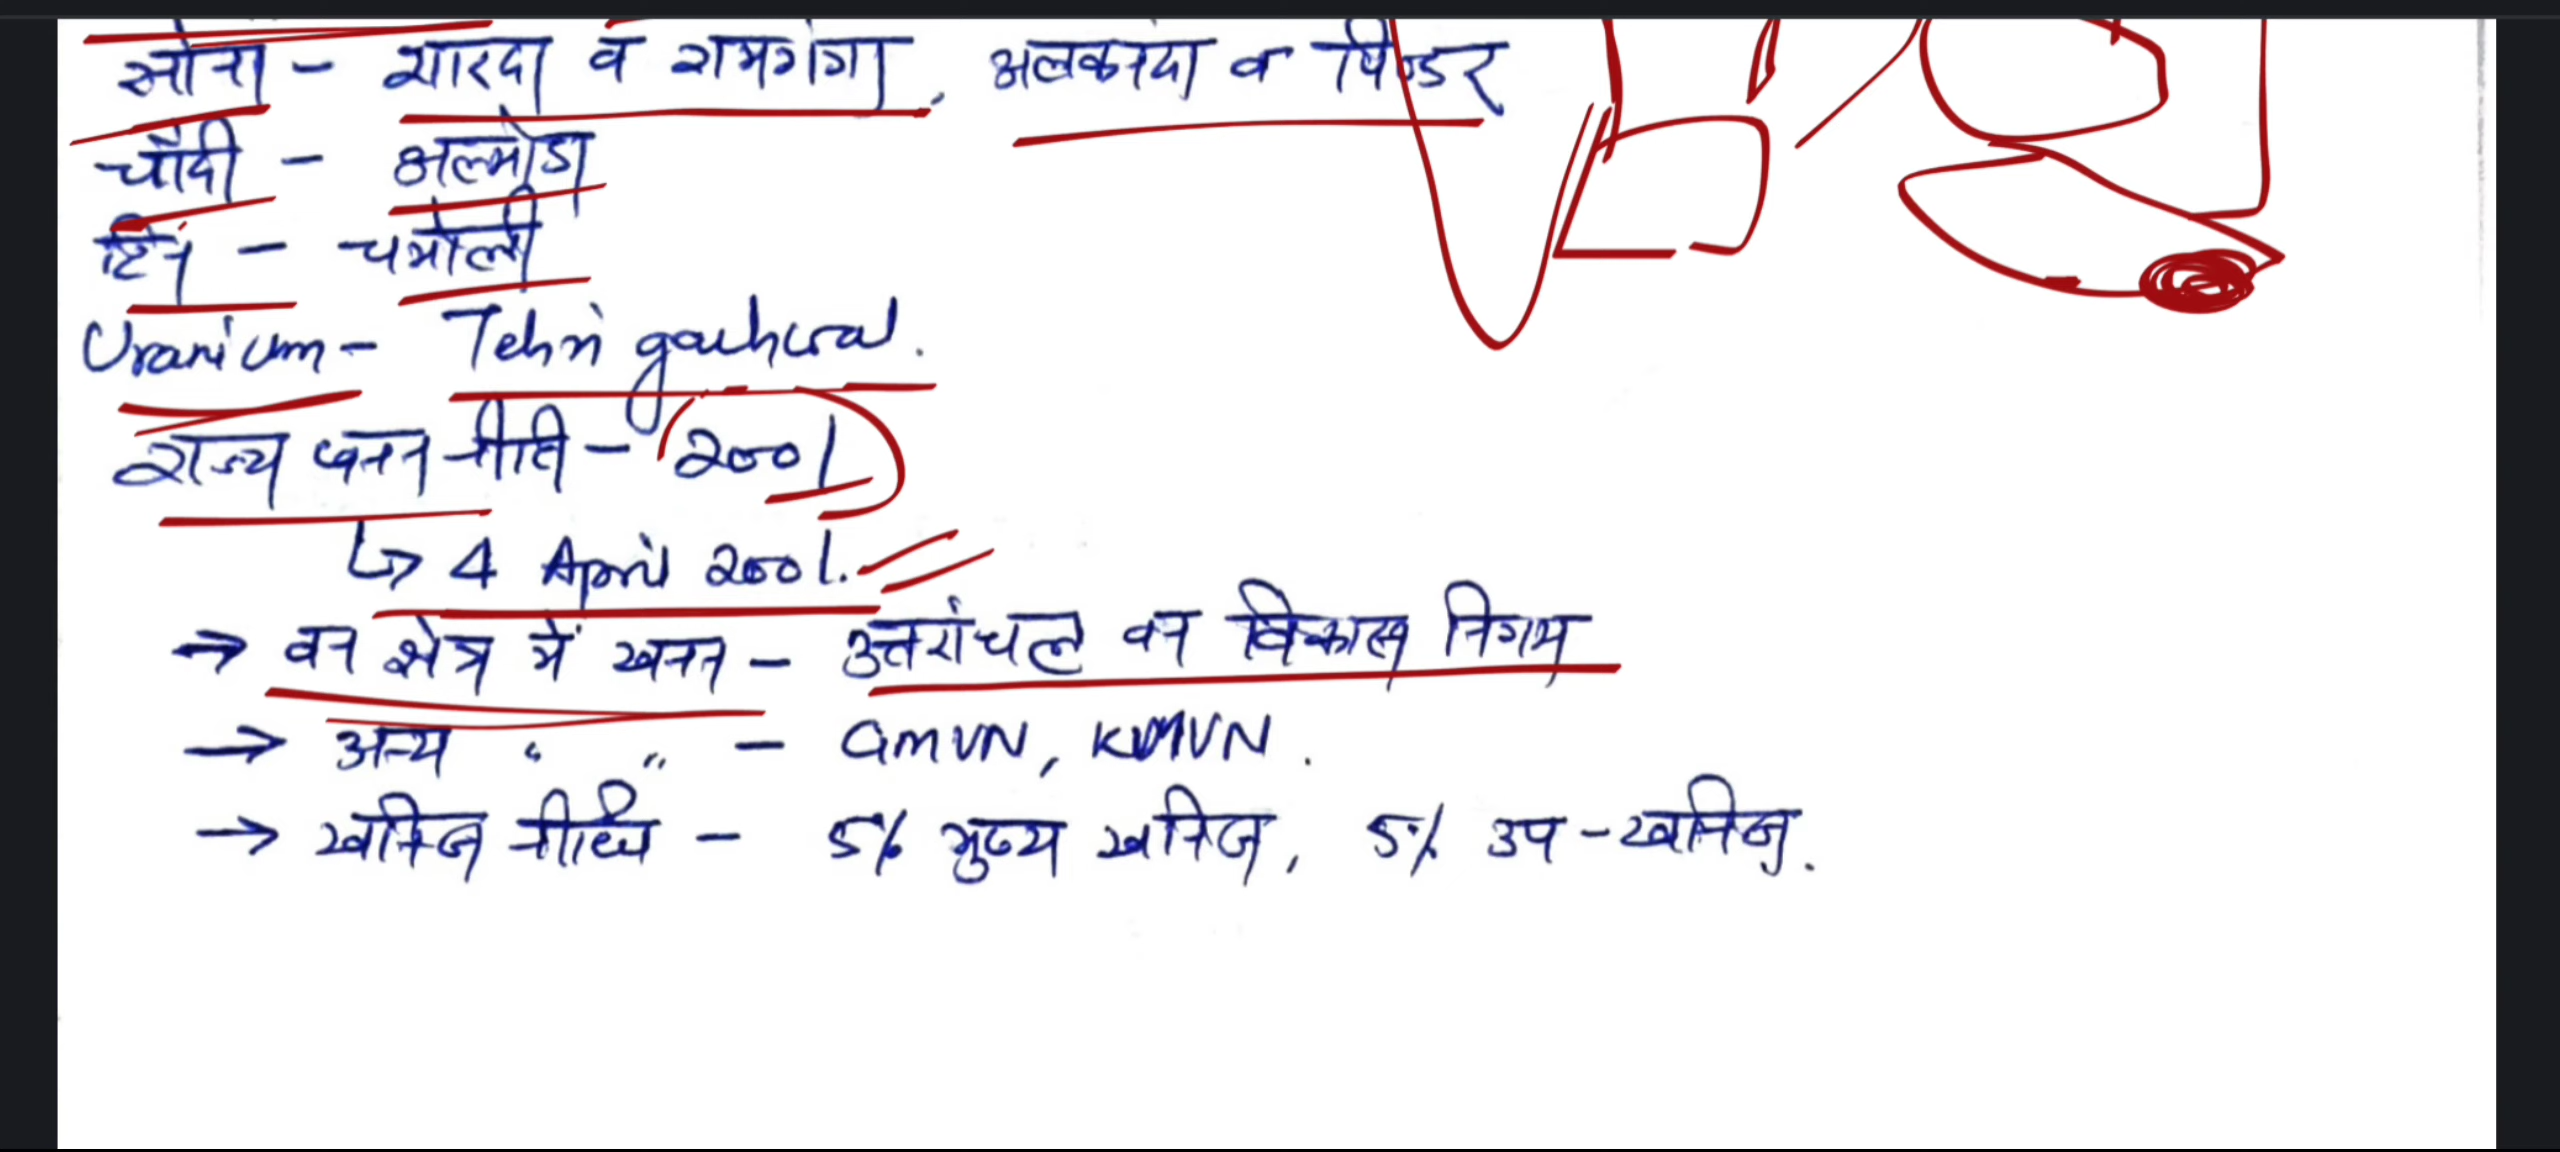 सोना - शारदा व रामगंगा, अलकनंदा व पिण्डर
चाँदी - अल्मोड़ा
टिन - चमोली
Uranium - Tehri garhwal.
राज्य खनन नीति - 2001
↳ 4 April 2001.
→ वन क्षेत्र में खनन - उत्तरांचल वन विकास निगम
→ अन्य " " - GMVN, KMVN.
→ खनिज नीधि - 5% मुख्य खनिज, 5% उप-खनिज.